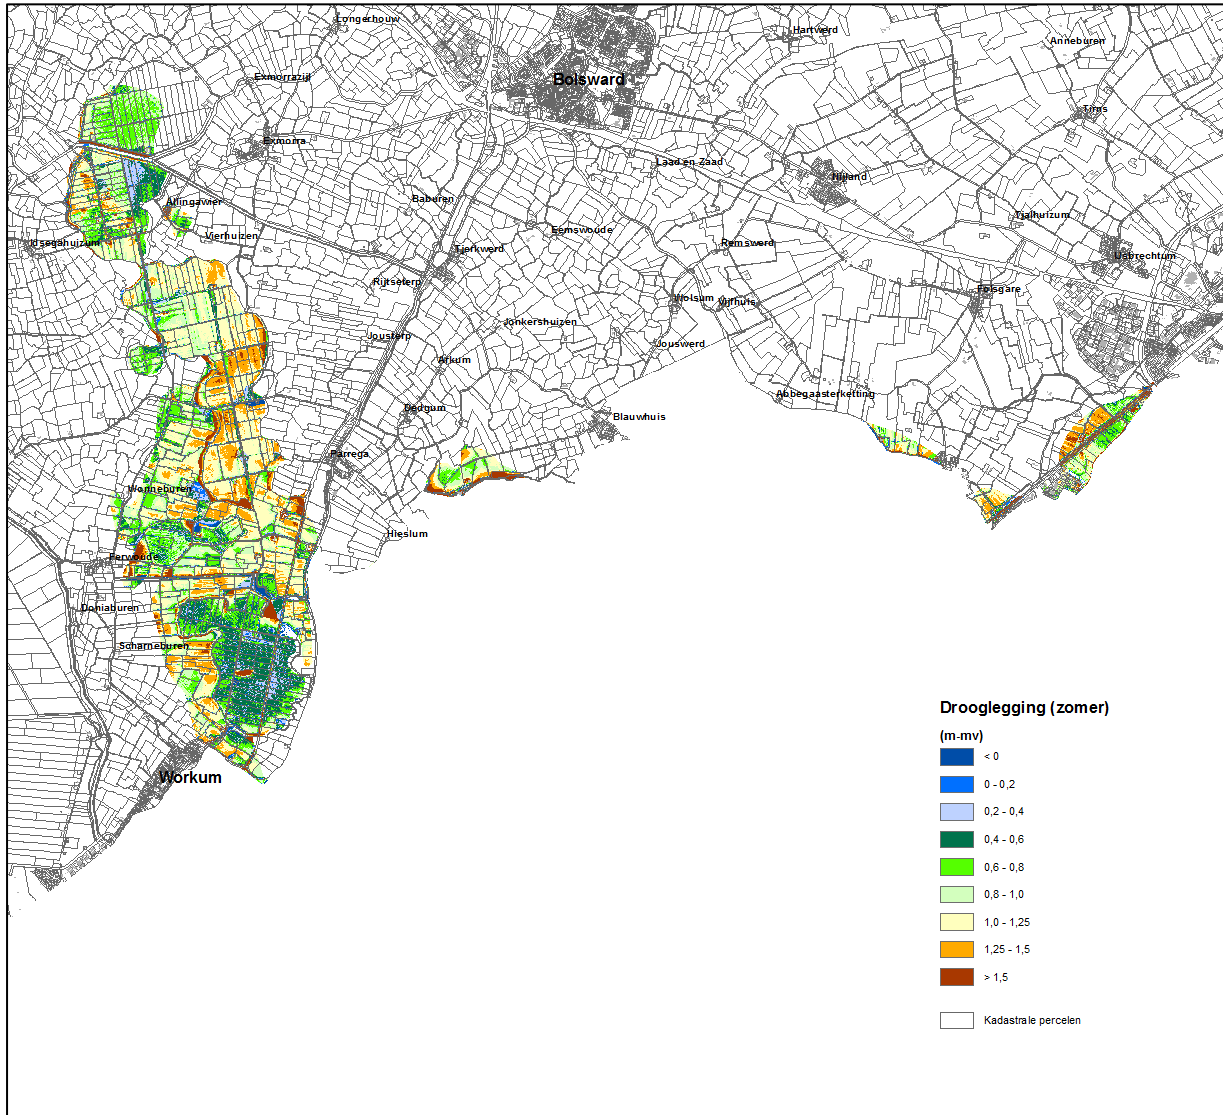 Longerhouw
Hartwerd
Anneburen
Exmorrazijl
Bolsward
Tirns
Exmorra
Laad en Zaad
Nijland
Allingawier
Baburen
Tjalhuizum
Vierhuizen
Eemswoude
Idsegahuizum
Tjerkwerd
Remswerd
IJsbrechtum
Rijtseterp
Folsgare
Wolsum
Vijfhuis
Jonkershuizen
Jousterp
Jouswerd
Arkum
Abbegaasterketting
Dedgum
Blauwhuis
Parrega
Wonneburen
Hieslum
Ferwoude
Doniaburen
Scharneburen
Workum
Drooglegging (zomer)
(m-mv)
< 0
0 - 0,2
0,2 - 0,4
0,4 - 0,6
0,6 - 0,8
0,8 - 1,0
1,0 - 1,25
1,25 - 1,5
> 1,5
Kadastrale percelen